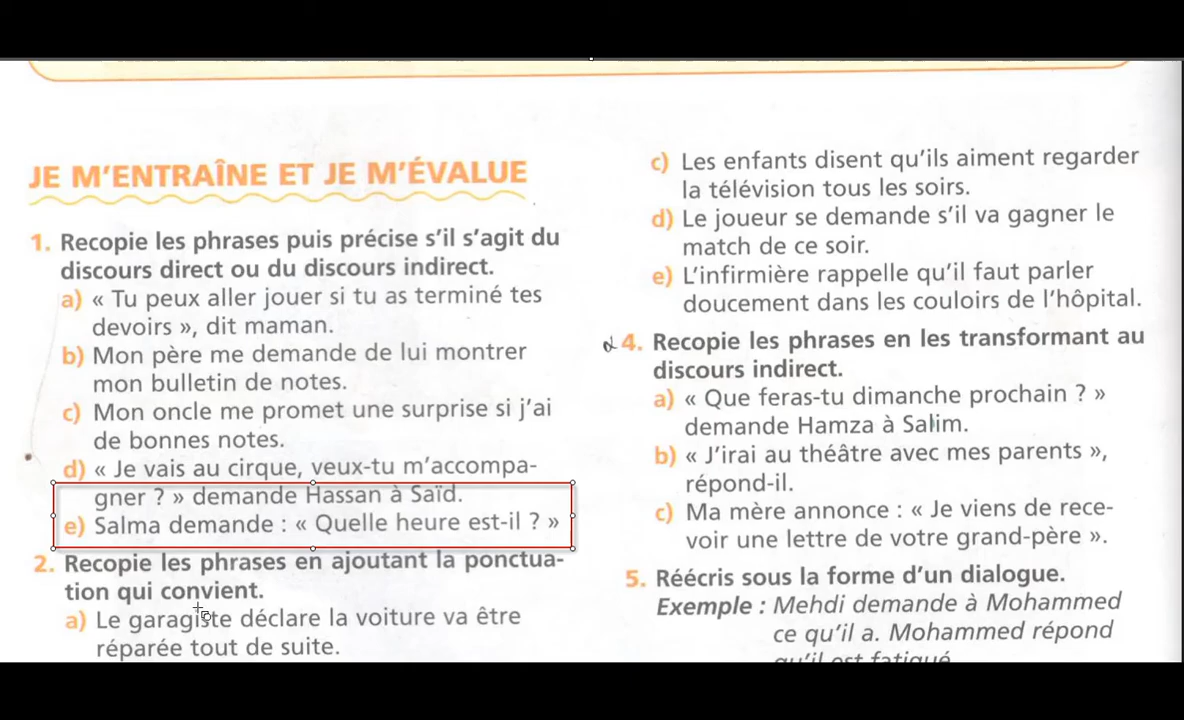 JE M'ENTRAÎNE ET JE M'ÉVALUE
1. Recopie les phrases puis précise s'il s'agit du
discours direct ou du discours indirect.
a) « Tu peux aller jouer si tu as terminé tes
devoirs », dit maman.
b) Mon père me demande de lui montrer
mon bulletin de notes.
c) Mon oncle me promet une surprise si j'ai
de bonnes notes.
d) « Je vais au cirque, veux-tu m'accompa-
gner ? » demande Hassan à Saïd.
e) Salma demande : « Quelle heure est-il ? »
2. Recopie les phrases en ajoutant la ponctua-
tion qui convient.
a) Le garagiste déclare la voiture va être
réparée tout de suite.
c) Les enfants disent qu'ils aiment regarder
la télévision tous les soirs.
d) Le joueur se demande s'il va gagner le
match de ce soir.
e) L'infirmière rappelle qu'il faut parler
doucement dans les couloirs de l'hôpital.
4. Recopie les phrases en les transformant au
discours indirect.
a) « Que feras-tu dimanche prochain ? »
demande Hamza à Salim.
b) « J'irai au théâtre avec mes parents »,
répond-il.
c) Ma mère annonce : « Je viens de rece-
voir une lettre de votre grand-père ».
5. Réécris sous la forme d'un dialogue.
Exemple : Mehdi demande à Mohammed
ce qu'il a. Mohammed répond
qu'il est fatigué